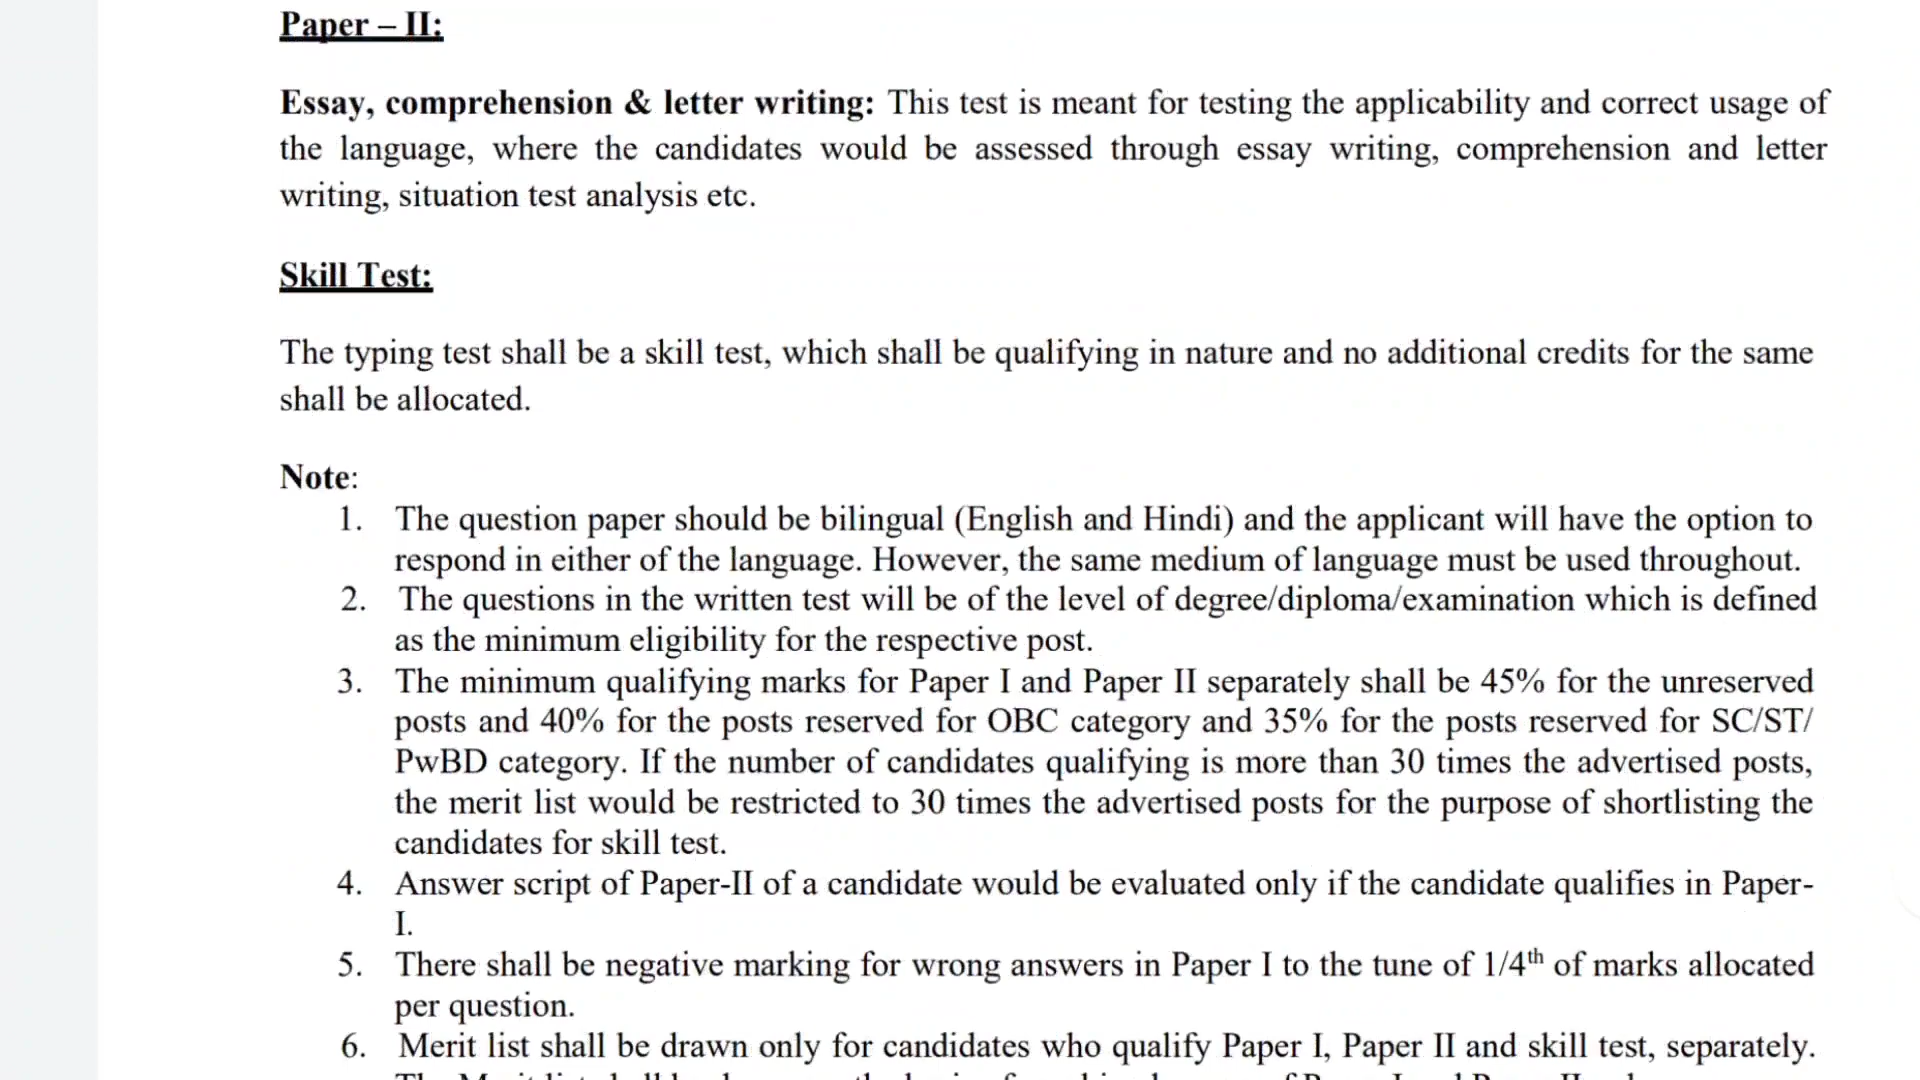 Paper – II:
Essay, comprehension & letter writing: This test is meant for testing the applicability and correct usage of
the language, where the candidates would be assessed through essay writing, comprehension and letter
writing, situation test analysis etc.
Skill Test:
The typing test shall be a skill test, which shall be qualifying in nature and no additional credits for the same
shall be allocated.
Note:
1. The question paper should be bilingual (English and Hindi) and the applicant will have the option to
respond in either of the language. However, the same medium of language must be used throughout.
2. The questions in the written test will be of the level of degree/diploma/examination which is defined
as the minimum eligibility for the respective post.
3. The minimum qualifying marks for Paper I and Paper II separately shall be 45% for the unreserved
posts and 40% for the posts reserved for OBC category and 35% for the posts reserved for SC/ST/
PwBD category. If the number of candidates qualifying is more than 30 times the advertised posts,
the merit list would be restricted to 30 times the advertised posts for the purpose of shortlisting the
candidates for skill test.
4. Answer script of Paper-II of a candidate would be evaluated only if the candidate qualifies in Paper-
I.
5. There shall be negative marking for wrong answers in Paper I to the tune of 1/4th of marks allocated
per question.
6. Merit list shall be drawn only for candidates who qualify Paper I, Paper II and skill test, separately.